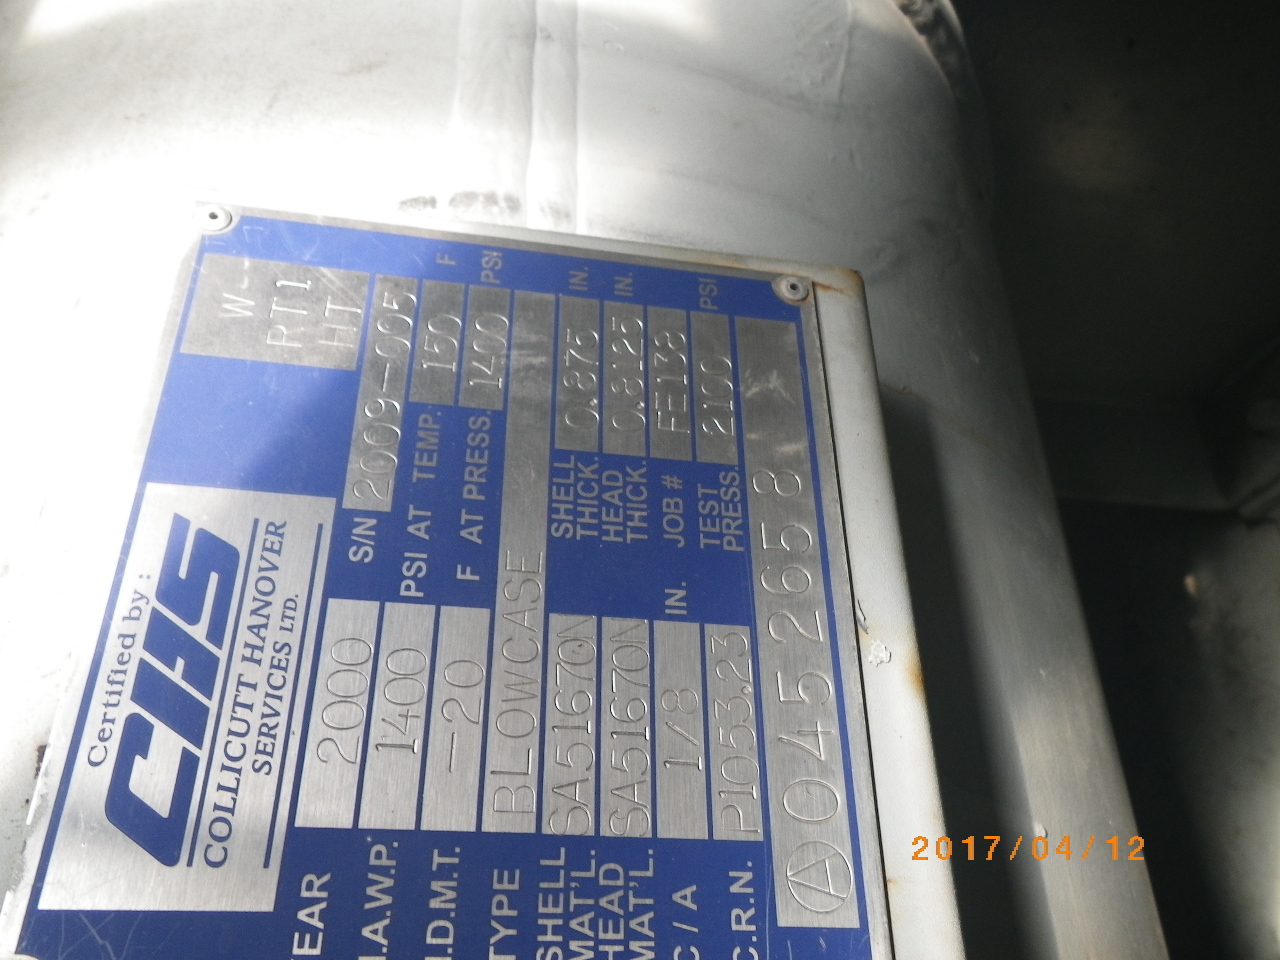 Certified by :
CHS
COLLICUTT HANOVER
SERVICES LTD.
W
RT1
HT
EAR 2000 S/N 2009-005
.A.W.P. 1400 PSI AT TEMP. 150 F
.D.M.T. -20 F AT PRESS. 1400 PSI
TYPE BLOWCASE
SHELL MAT'L. SA51670N SHELL THICK. 0.875 IN.
HEAD MAT'L. SA51670N HEAD THICK. 0.8125 IN.
C / A 1/8 IN. JOB # FE138
C.R.N. P1053.23 TEST PRESS. 2100 PSI
A 0452658
2017/04/12